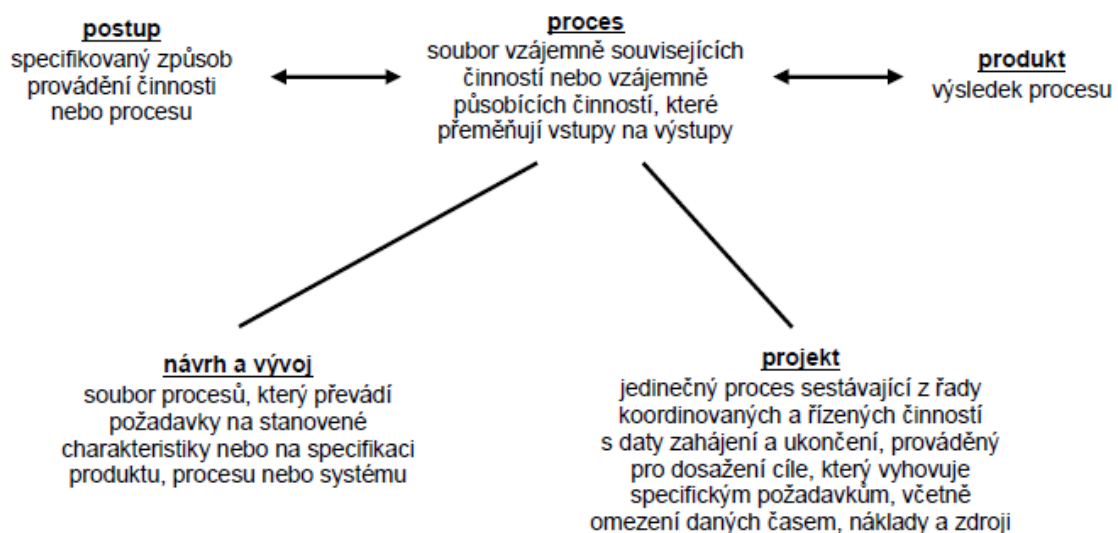 postup
specifikovaný způsob
provádění činnosti
nebo procesu
proces
soubor vzájemně souvisejících
činností nebo vzájemně
působících činností, které
přeměňují vstupy na výstupy
produkt
výsledek procesu
návrh a vývoj
soubor procesů, který převádí
požadavky na stanovené
charakteristiky nebo na specifikaci
produktu, procesu nebo systému
projekt
jedinečný proces sestávající z řady
koordinovaných a řízených činností
s daty zahájení a ukončení, prováděný
pro dosažení cíle, který vyhovuje
specifickým požadavkům, včetně
omezení daných časem, náklady a zdroji